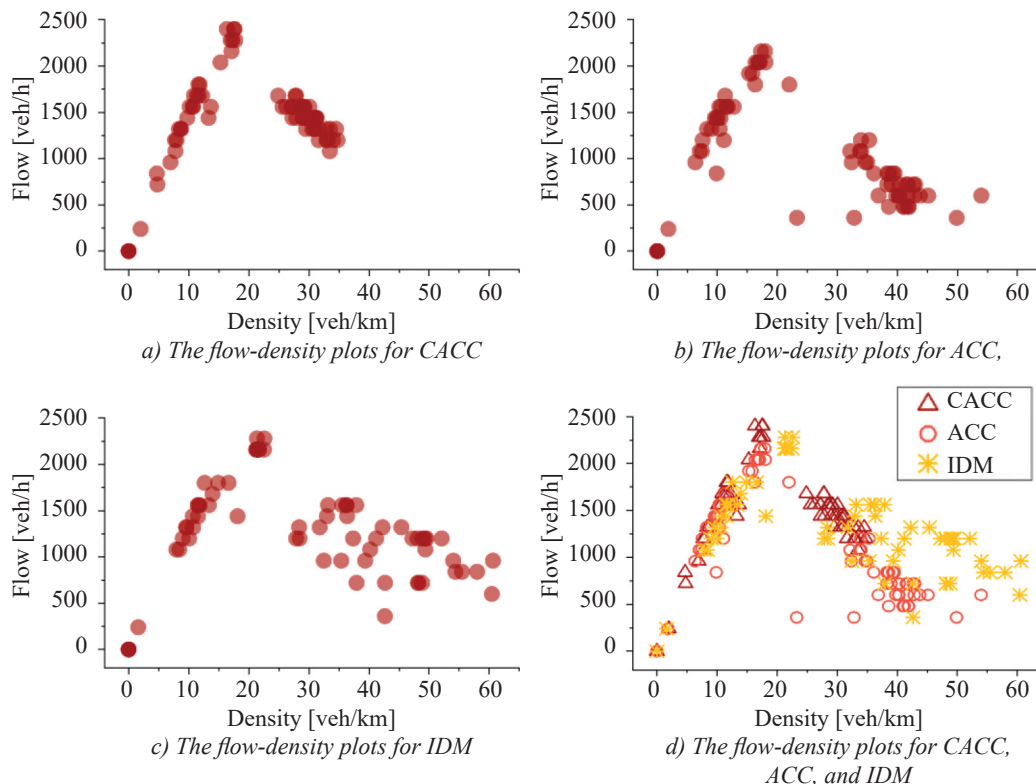 2500
2000
1500
1000
500
0
Flow [veh/h]
0 10 20 30 40 50 60
Density [veh/km]
a) The flow-density plots for CACC
2500
2000
1500
1000
500
0
Flow [veh/h]
0 10 20 30 40 50 60
Density [veh/km]
b) The flow-density plots for ACC,
2500
2000
1500
1000
500
0
Flow [veh/h]
0 10 20 30 40 50 60
Density [veh/km]
c) The flow-density plots for IDM
CACC
ACC
IDM
2500
2000
1500
1000
500
0
Flow [veh/h]
0 10 20 30 40 50 60
Density [veh/km]
d) The flow-density plots for CACC,
ACC, and IDM